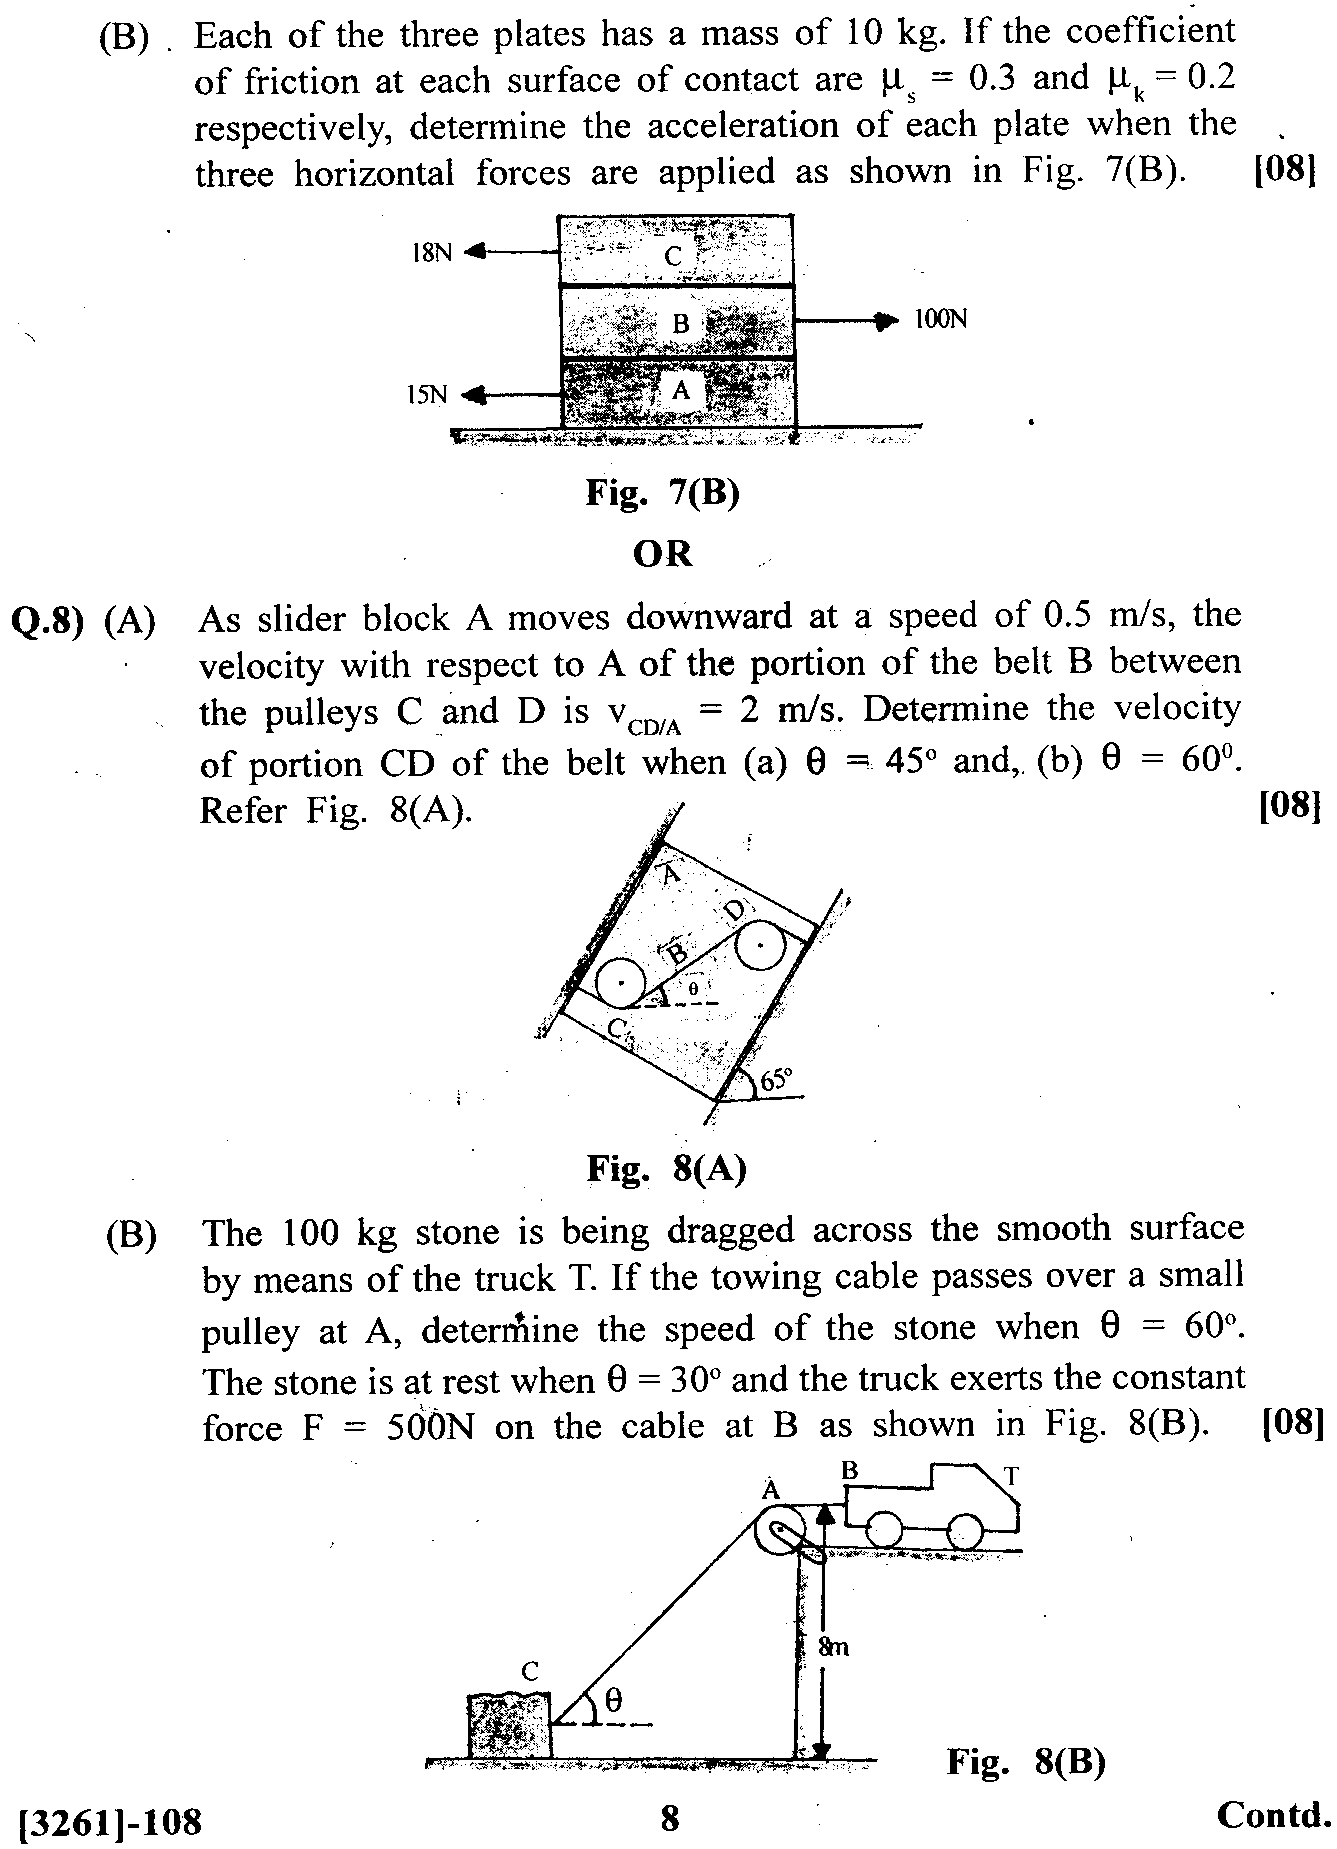 (B) . Each of the three plates has a mass of 10 kg. If the coefficient
of friction at each surface of contact are μs = 0.3 and μk = 0.2
respectively, determine the acceleration of each plate when the
three horizontal forces are applied as shown in Fig. 7(B). [08]
18N
C
B
100N
15N
A
Fig. 7(B)
OR
Q.8) (A) As slider block A moves downward at a speed of 0.5 m/s, the
velocity with respect to A of the portion of the belt B between
the pulleys C and D is vCD/A = 2 m/s. Determine the velocity
of portion CD of the belt when (a) θ = 45° and, (b) θ = 60⁰.
Refer Fig. 8(A). [08]
A
D
B
θ
C
65°
Fig. 8(A)
(B) The 100 kg stone is being dragged across the smooth surface
by means of the truck T. If the towing cable passes over a small
pulley at A, determine the speed of the stone when θ = 60°.
The stone is at rest when θ = 30° and the truck exerts the constant
force F = 500N on the cable at B as shown in Fig. 8(B). [08]
A
B
T
8m
C
θ
Fig. 8(B)
[3261]-108 8 Contd.